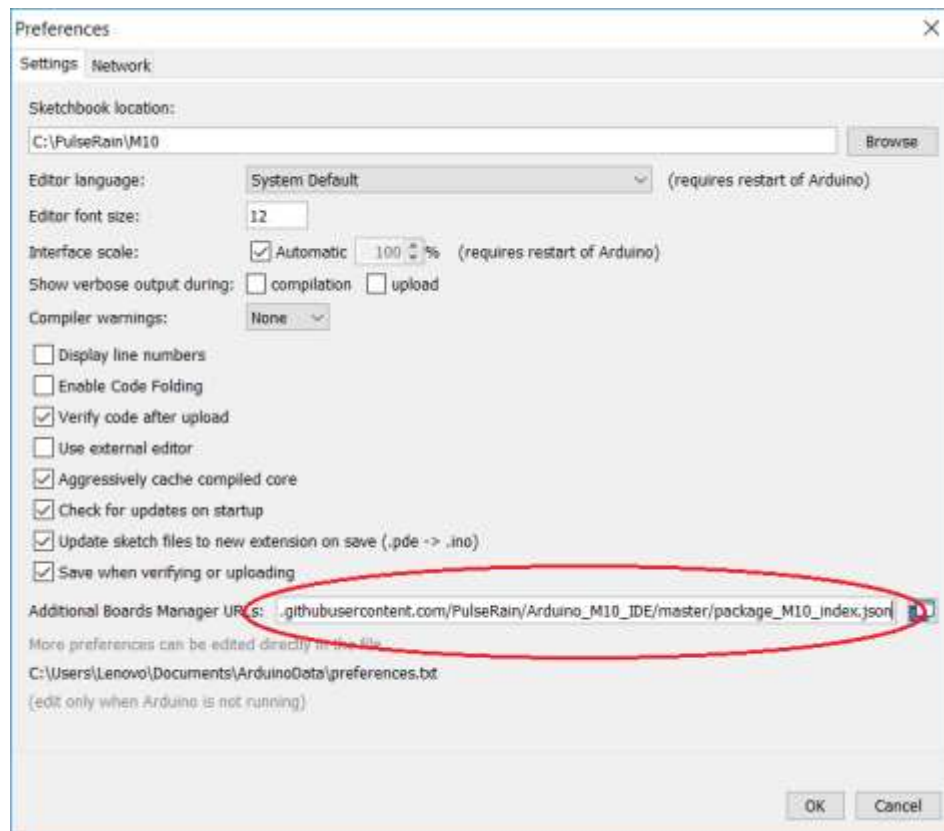 Preferences
Settings Network
Sketchbook location:
C:\PulseRain\M10 Browse
Editor language: System Default (requires restart of Arduino)
Editor font size: 12
Interface scale: Automatic 100 % (requires restart of Arduino)
Show verbose output during: compilation upload
Compiler warnings: None
Display line numbers
Enable Code Folding
Verify code after upload
Use external editor
Aggressively cache compiled core
Check for updates on startup
Update sketch files to new extension on save (.pde -> .ino)
Save when verifying or uploading
Additional Boards Manager URLs: .githubusercontent.com/PulseRain/Arduino_M10_IDE/master/package_M10_index.json
More preferences can be edited directly in the file
C:\Users\Lenovo\Documents\ArduinoData\preferences.txt
(edit only when Arduino is not running)
OK Cancel